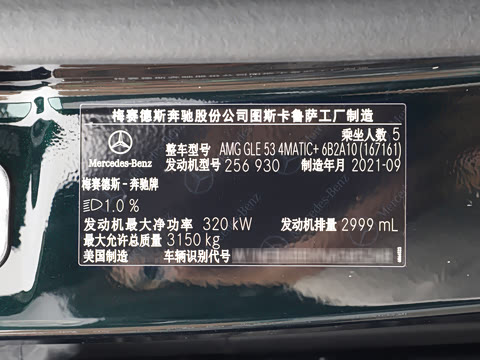 梅赛德斯奔驰股份公司图斯卡鲁萨工厂制造
乘坐人数 5
整车型号 AMG GLE 53 4MATIC+ 6B2A10 (167161)
Mercedes-Benz 发动机型号 256 930 制造年月 2021-09
梅赛德斯－奔驰牌
1.0 %
发动机最大净功率 320 kW 发动机排量 2999 mL
最大允许总质量 3150 kg
美国制造 车辆识别代号